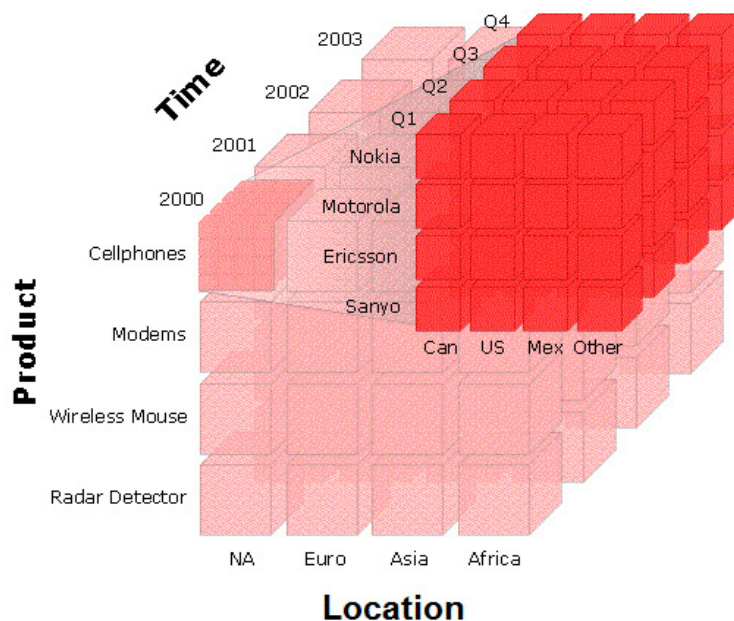 Q4
2003
Q3
Time
Q2
2002
Q1
2001
Nokia
2000
Motorola
Cellphones
Ericsson
Sanyo
Modems
Can US Mex Other
Product
Wireless Mouse
Radar Detector
NA Euro Asia Africa
Location